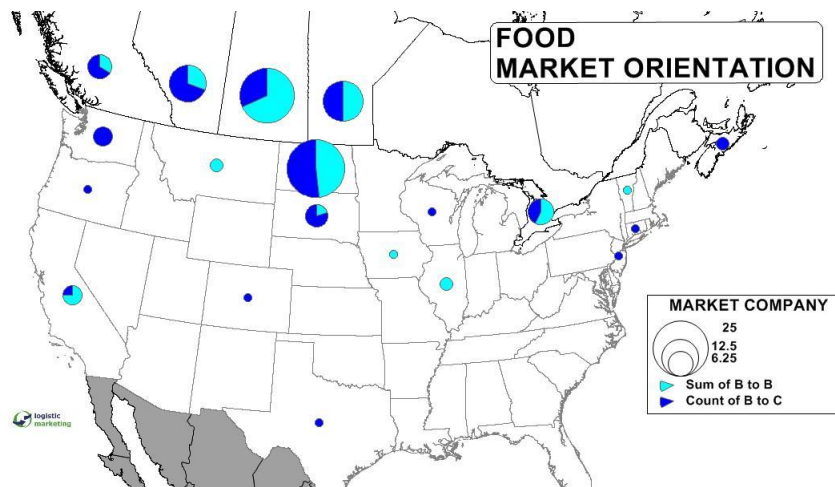 FOOD
MARKET ORIENTATION
MARKET COMPANY
25
12.5
6.25
Sum of B to B
Count of B to C
logistic
marketing